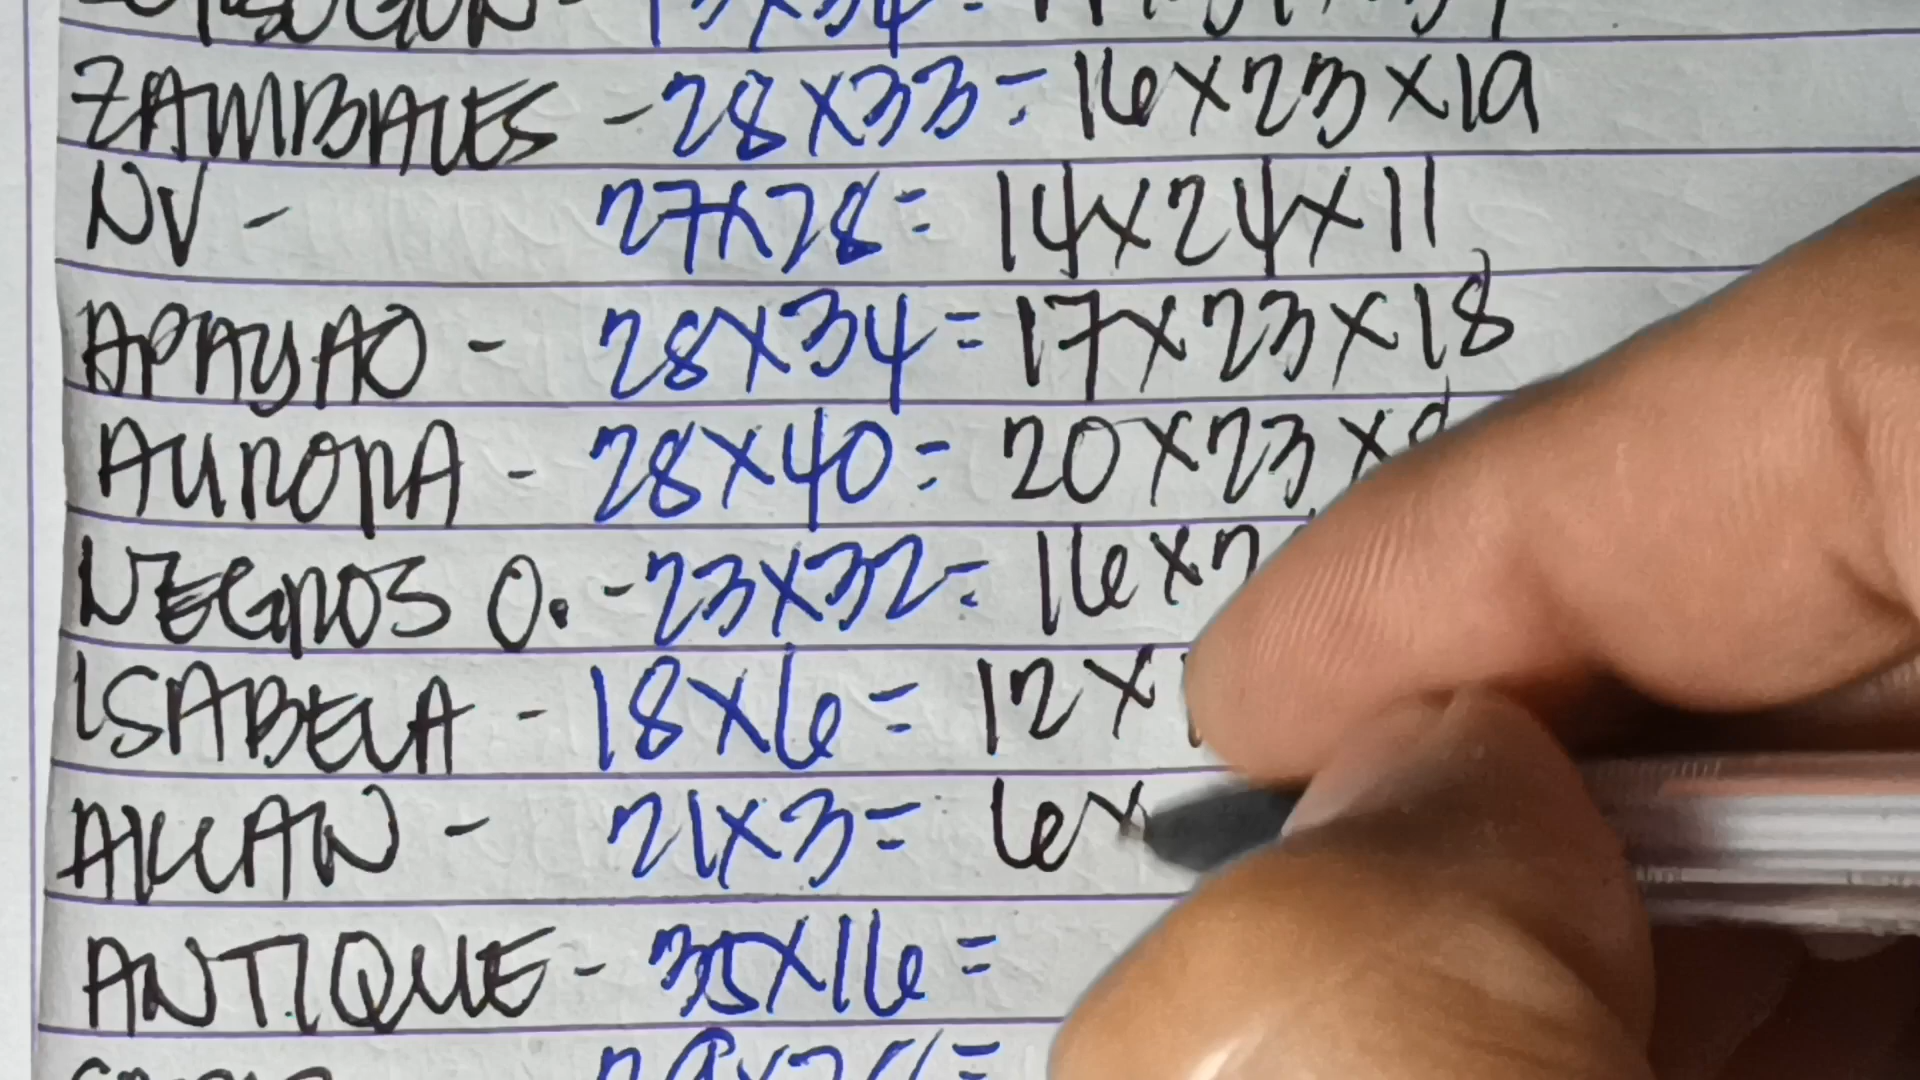 ZAMBALES - 28X33= 16X23X19
NV - 27X28= 14X24X11
APAYAO - 28X34= 17X23X18
AURORA - 28X40= 20X23X
NEGROS O. - 23X32= 16X2
ISABELA - 18X6= 12X
AKLAN - 21X3= 6X
ANTIQUE - 35X16=